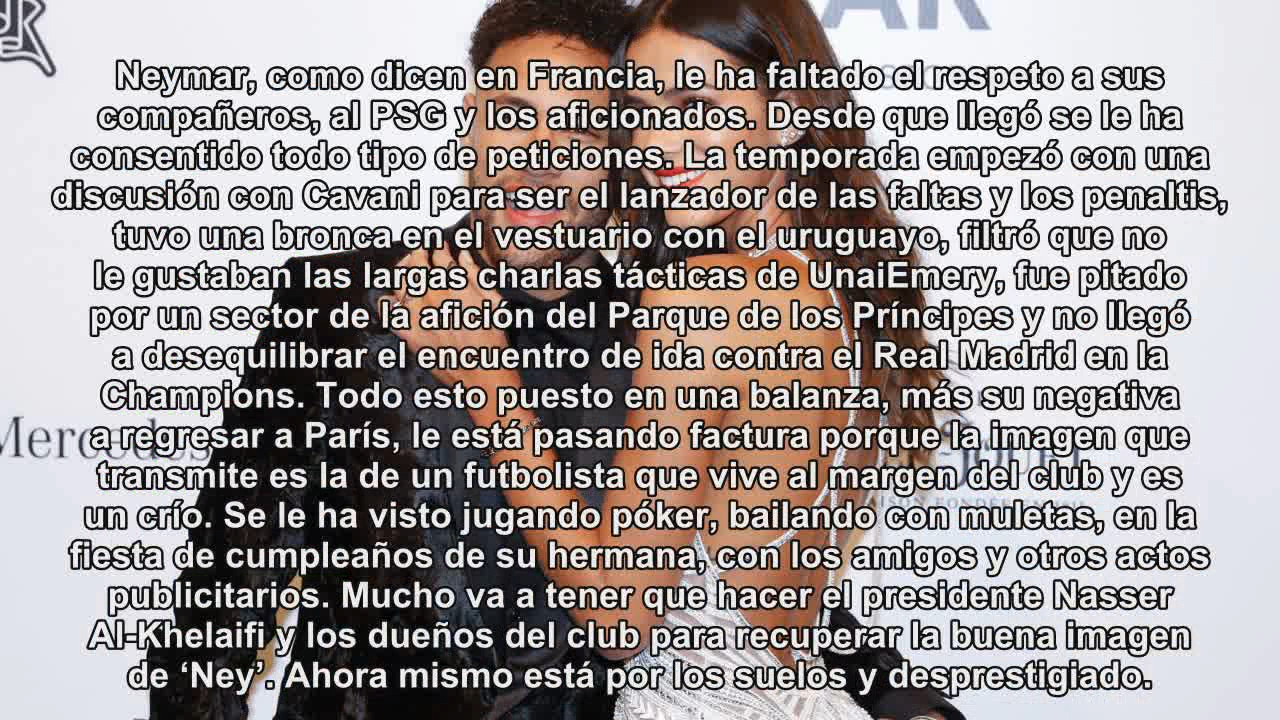 AR
Neymar, como dicen en Francia, le ha faltado el respeto a sus
compañeros, al PSG y los aficionados. Desde que llegó se le ha
consentido todo tipo de peticiones. La temporada empezó con una
discusión con Cavani para ser el lanzador de las faltas y los penaltis,
tuvo una bronca en el vestuario con el uruguayo, filtró que no
le gustaban las largas charlas tácticas de UnaiEmery, fue pitado
por un sector de la afición del Parque de los Príncipes y no llegó
a desequilibrar el encuentro de ida contra el Real Madrid en la
Champions. Todo esto puesto en una balanza, más su negativa
a regresar a París, le está pasando factura porque la imagen que
transmite es la de un futbolista que vive al margen del club y es
un crío. Se le ha visto jugando póker, bailando con muletas, en la
fiesta de cumpleaños de su hermana, con los amigos y otros actos
publicitarios. Mucho va a tener que hacer el presidente Nasser
Al-Khelaifi y los dueños del club para recuperar la buena imagen
de ‘Ney’. Ahora mismo está por los suelos y desprestigiado.
Mercedes